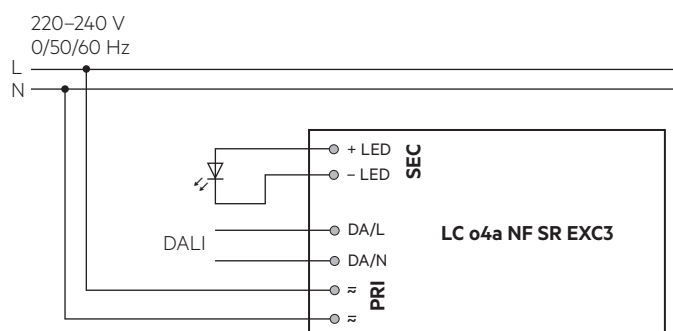 220–240 V
0/50/60 Hz
L
N
+ LED
– LED
SEC
DALI
DA/L
DA/N
LC o4a NF SR EXC3
PRI
≂
≂